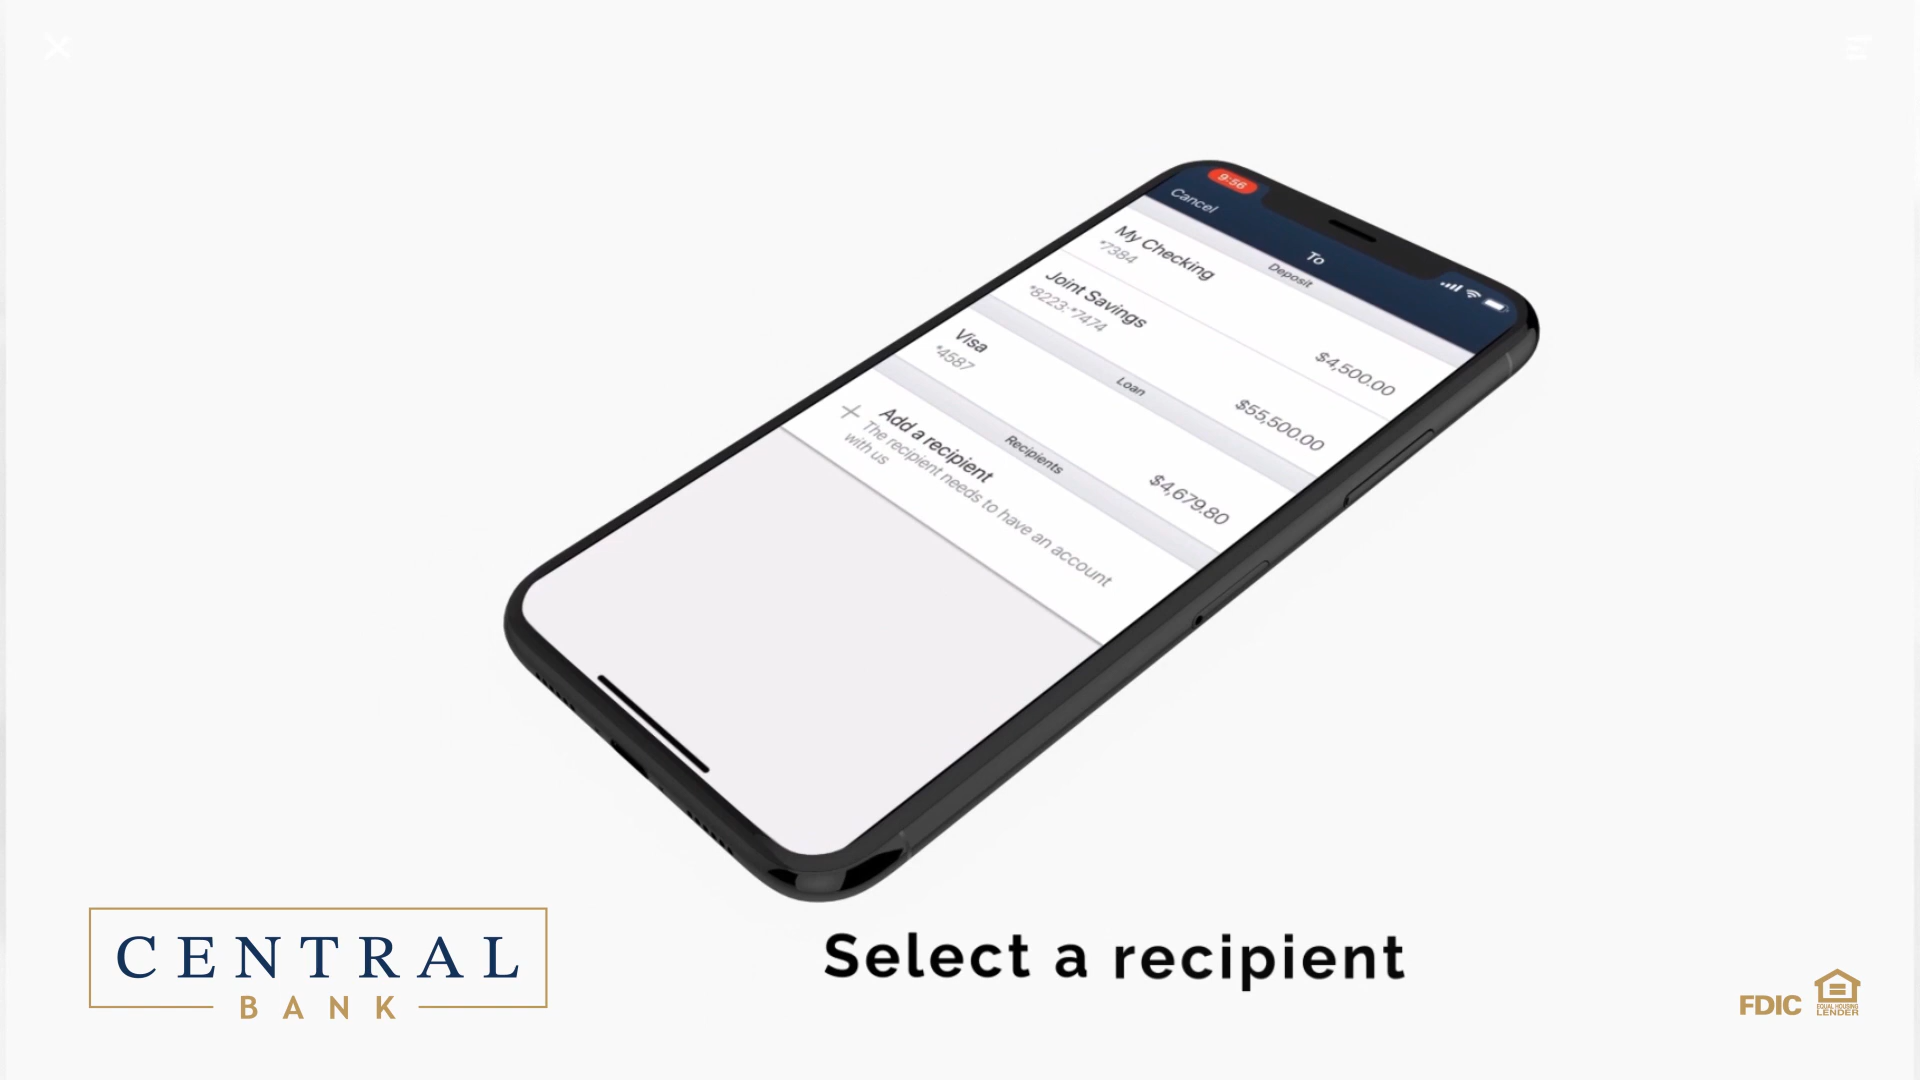 9:56
Cancel
To
Deposit
My Checking
*7384
$4,500.00
Joint Savings
*8223:*7474
$55,500.00
Loan
Visa
*4587
$4,679.80
Recipients
Add a recipient
The recipient needs to have an account
with us
Select a recipient
CENTRAL
BANK
FDIC
EQUAL HOUSING
LENDER